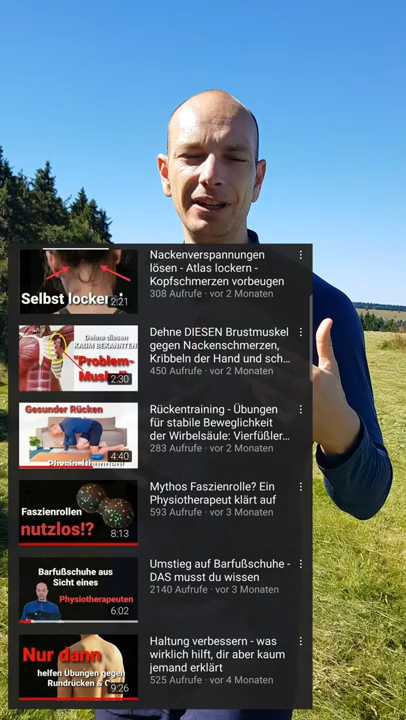 Selbst locker
2:21
Nackenverspannungen
lösen - Atlas lockern -
Kopfschmerzen vorbeugen
308 Aufrufe · vor 2 Monaten
Dehne diesen
KAUM BEKANNTEN
"Problem-
2:30
Dehne DIESEN Brustmuskel
gegen Nackenschmerzen,
Kribbeln der Hand und sch...
450 Aufrufe · vor 2 Monaten
Gesunder Rücken
4:40
Rückentraining - Übungen
für stabile Beweglichkeit
der Wirbelsäule: Vierfüßler...
283 Aufrufe · vor 2 Monaten
Faszienrollen
nutzlos!?
8:13
Mythos Faszienrolle? Ein
Physiotherapeut klärt auf
593 Aufrufe · vor 3 Monaten
Barfußschuhe aus
Sicht eines
Physiotherapeuten
6:02
Umstieg auf Barfußschuhe -
DAS musst du wissen
2140 Aufrufe · vor 3 Monaten
Nur dann
helfen Übungen gegen
Rundrücken &
9:26
Haltung verbessern - was
wirklich hilft, dir aber kaum
jemand erklärt
525 Aufrufe · vor 4 Monaten